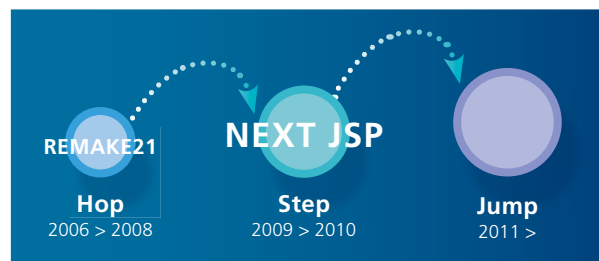 REMAKE21
Hop
2006 > 2008
NEXT JSP
Step
2009 > 2010
Jump
2011 >